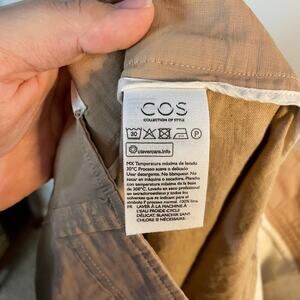 COS
COLLECTION OF STYLE
30
P
clevercare.info
MX Temperatura máxima de lavado
30°C Proceso suave o delicado
Usar detergente. No blanquear. No
secar en máquina o secadora. Plancha
con temperatura máxima de la base
de 200°C. Lavado en seco profesional
en tetracloroetileno y todos los
solventes que se indican para el
símbolo F proceso normal. 100% lino
FR LAVER À LA MACHINE À
L'EAU FROIDE CYCLE
DÉLICAT. BLANCHIR SANS
CHLORE SI NÉCESSAIRE.